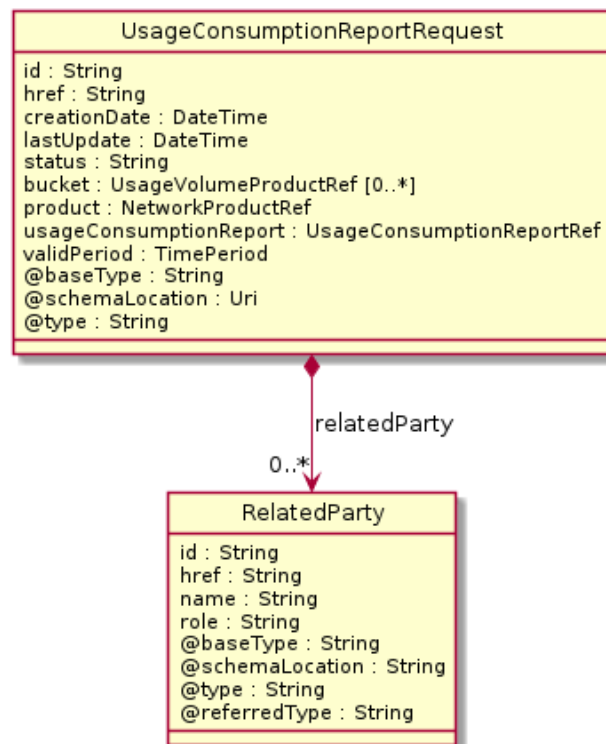 UsageConsumptionReportRequest
id : String
href : String
creationDate : DateTime
lastUpdate : DateTime
status : String
bucket : UsageVolumeProductRef [0..*]
product : NetworkProductRef
usageConsumptionReport : UsageConsumptionReportRef
validPeriod : TimePeriod
@baseType : String
@schemaLocation : Uri
@type : String
relatedParty
0..*
RelatedParty
id : String
href : String
name : String
role : String
@baseType : String
@schemaLocation : String
@type : String
@referredType : String